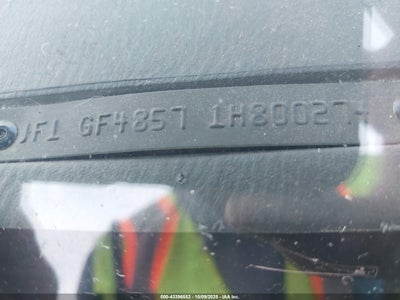 JF1 GF4857 1H80027
000-43396552 - 10/09/2025 - IAA Inc.